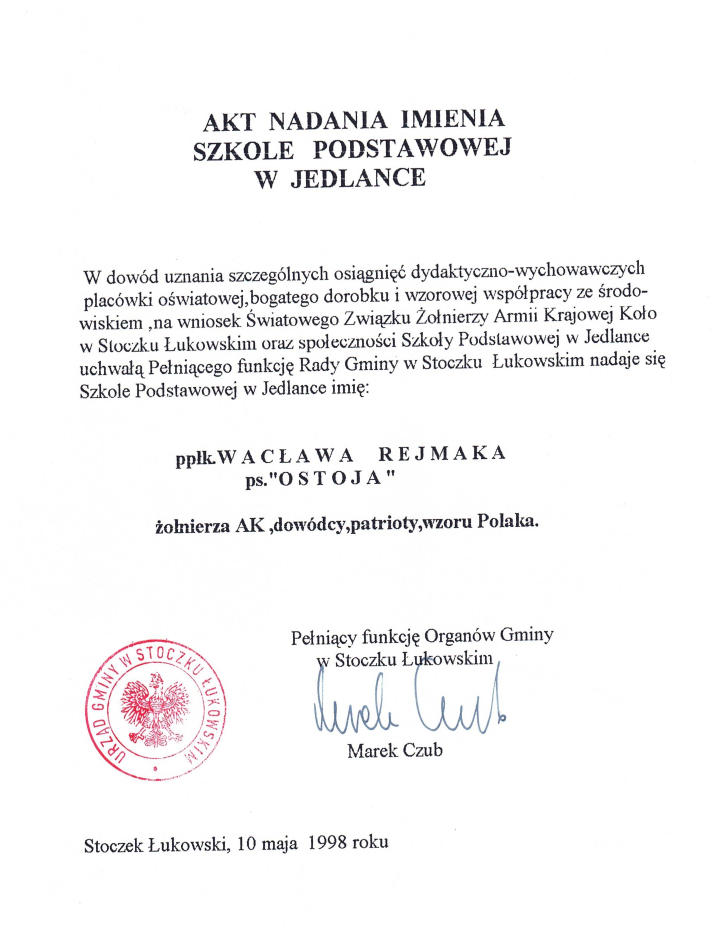 AKT NADANIA IMIENIA
SZKOLE PODSTAWOWEJ
W JEDLANCE
W dowód uznania szczególnych osiągnięć dydaktyczno-wychowawczych
placówki oświatowej,bogatego dorobku i wzorowej współpracy ze środo-
wiskiem ,na wniosek Światowego Związku Żołnierzy Armii Krajowej Koło
w Stoczku Łukowskim oraz społeczności Szkoły Podstawowej w Jedlance
uchwałą Pełniącego funkcję Rady Gminy w Stoczku Łukowskim nadaje się
Szkole Podstawowej w Jedlance imię:
ppłk.W A C Ł A W A R E J M A K A
ps."O S T O J A "
żołnierza AK ,dowódcy,patrioty,wzoru Polaka.
Pełniący funkcję Organów Gminy
w Stoczku Łukowskim
Marek Czub
Marek Czub
URZĄD GMINY W STOCZKU ŁUKOWSKIM
Stoczek Łukowski, 10 maja 1998 roku